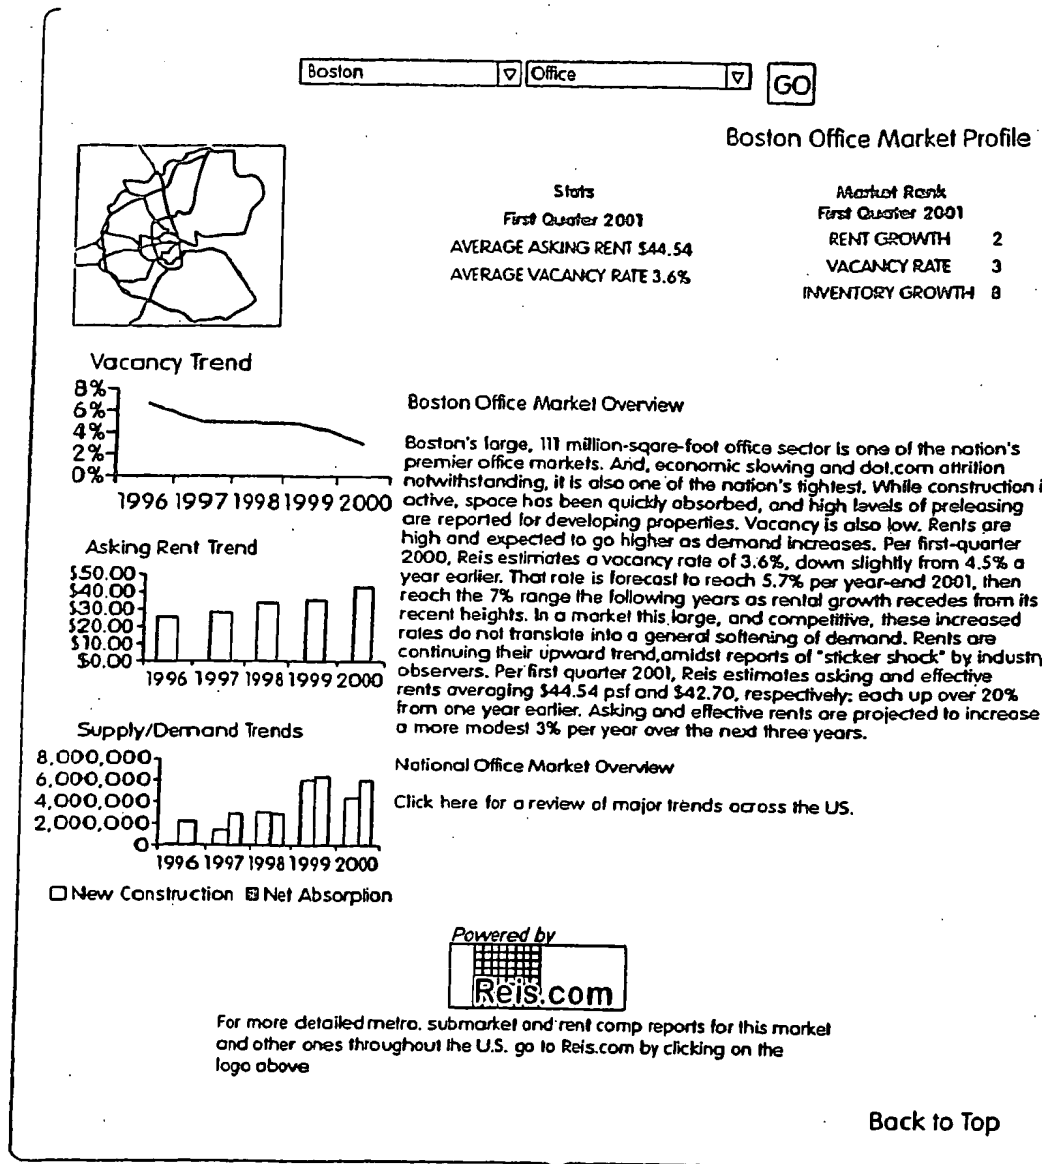 Boston
Office
GO
Boston Office Market Profile
Stats
First Quater 2001
AVERAGE ASKING RENT $44.54
AVERAGE VACANCY RATE 3.6%
Market Rank
First Quater 2001
RENT GROWTH 2
VACANCY RATE 3
INVENTORY GROWTH 8
Vacancy Trend
8%
6%
4%
2%
0%
1996 1997 1998 1999 2000
Asking Rent Trend
$50.00
$40.00
$30.00
$20.00
$10.00
$0.00
1996 1997 1998 1999 2000
Supply/Demand Trends
8,000,000
6,000,000
4,000,000
2,000,000
0
1996 1997 1998 1999 2000
New Construction Net Absorption
Boston Office Market Overview
Boston's large, 111 million-sqare-foot office sector is one of the nation's
premier office markets. And, economic slowing and dot.com attrition
notwithstanding, it is also one of the nation's tightest. While construction i
active, space has been quickly absorbed, and high levels of preleasing
are reported for developing properties. Vacancy is also low. Rents are
high and expected to go higher as demand increases. Per first-quarter
2000, Reis estimates a vacancy rate of 3.6%, down slightly from 4.5% a
year earlier. That rate is forecast to reach 5.7% per year-end 2001, then
reach the 7% range the following years as rental growth recedes from its
recent heights. In a market this large, and competitive, these increased
rates do not translate into a general softening of demand. Rents are
continuing their upward trend,amidst reports of "sticker shock" by industr
observers. Per first quarter 2001, Reis estimates asking and effective
rents averaging $44.54 psf and $42.70, respectively: each up over 20%
from one year earlier. Asking and effective rents are projected to increase
a more modest 3% per year over the next three years.
National Office Market Overview
Click here for a review of major trends across the US.
Powered by
Reis.com
For more detailed metro, submarket and rent comp reports for this market
and other ones throughout the U.S. go to Reis.com by clicking on the
logo above
Back to Top